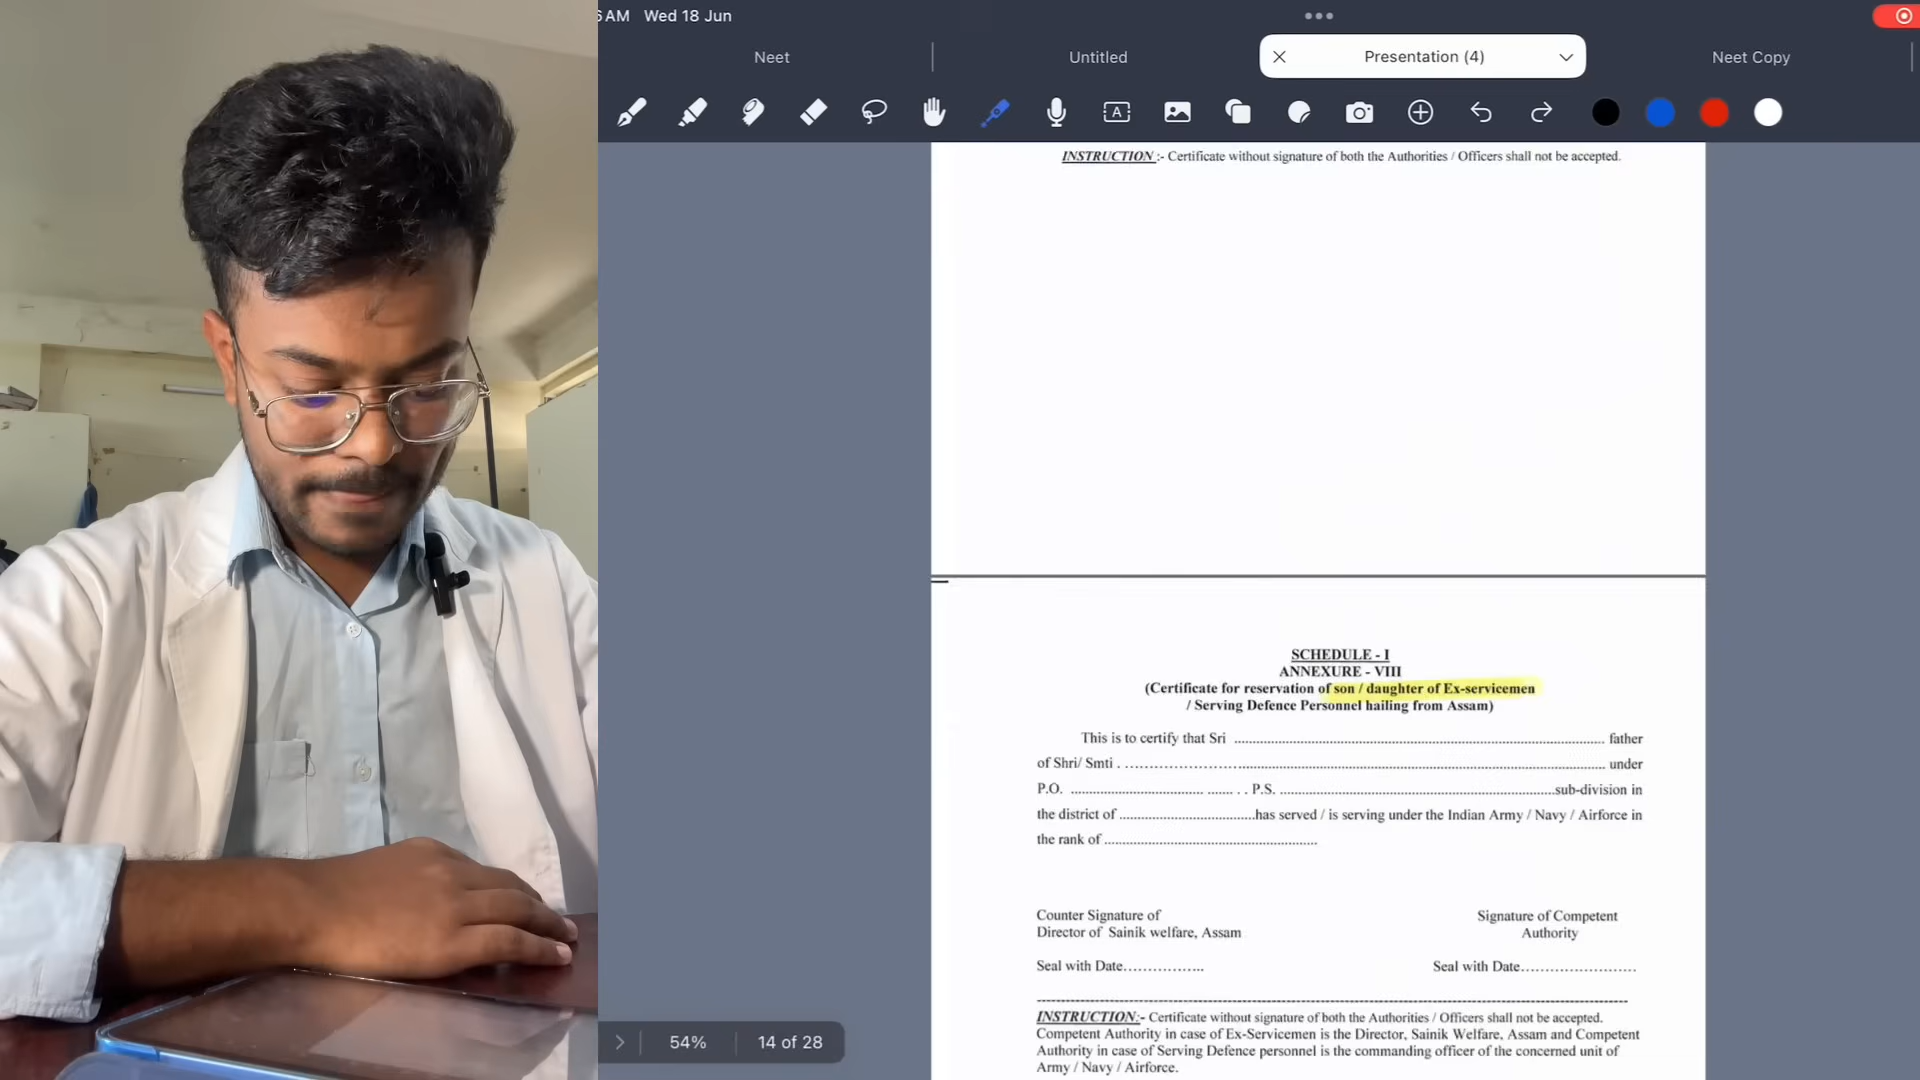 AM Wed 18 Jun
Neet
Untitled
Presentation (4)
Neet Copy
INSTRUCTION :- Certificate without signature of both the Authorities / Officers shall not be accepted.
SCHEDULE - I
ANNEXURE - VIII
(Certificate for reservation of son / daughter of Ex-servicemen
/ Serving Defence Personnel hailing from Assam)
This is to certify that Sri ........................................................................................ father
of Shri/ Smti . ................................................................................................ under
P.O. ................................. ....... . . P.S. ....................................................................sub-division in
the district of ..................................has served / is serving under the Indian Army / Navy / Airforce in
the rank of .....................................................
Counter Signature of
Director of Sainik welfare, Assam
Signature of Competent
Authority
Seal with Date……………..
Seal with Date…………………….
INSTRUCTION:- Certificate without signature of both the Authorities / Officers shall not be accepted.
Competent Authority in case of Ex-Servicemen is the Director, Sainik Welfare, Assam and Competent
Authority in case of Serving Defence personnel is the commanding officer of the concerned unit of
Army / Navy / Airforce.
54%
14 of 28